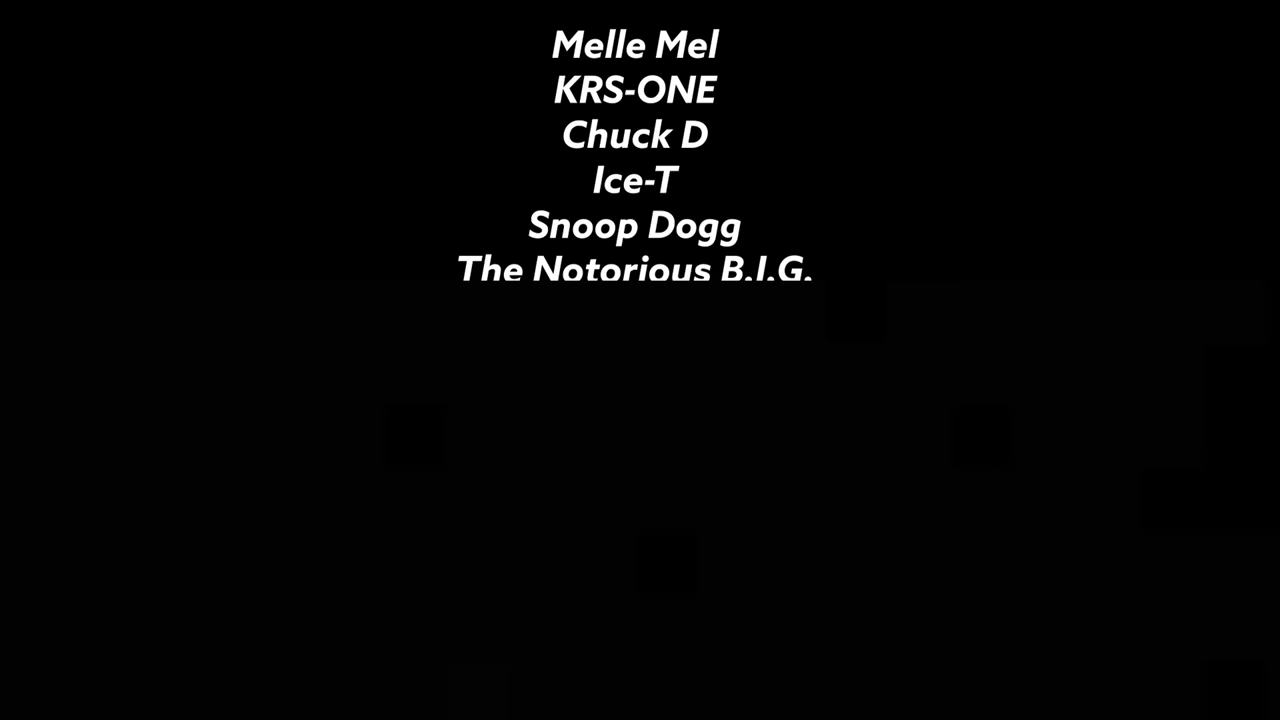 Melle Mel
KRS-ONE
Chuck D
Ice-T
Snoop Dogg
The Notorious B.I.G.